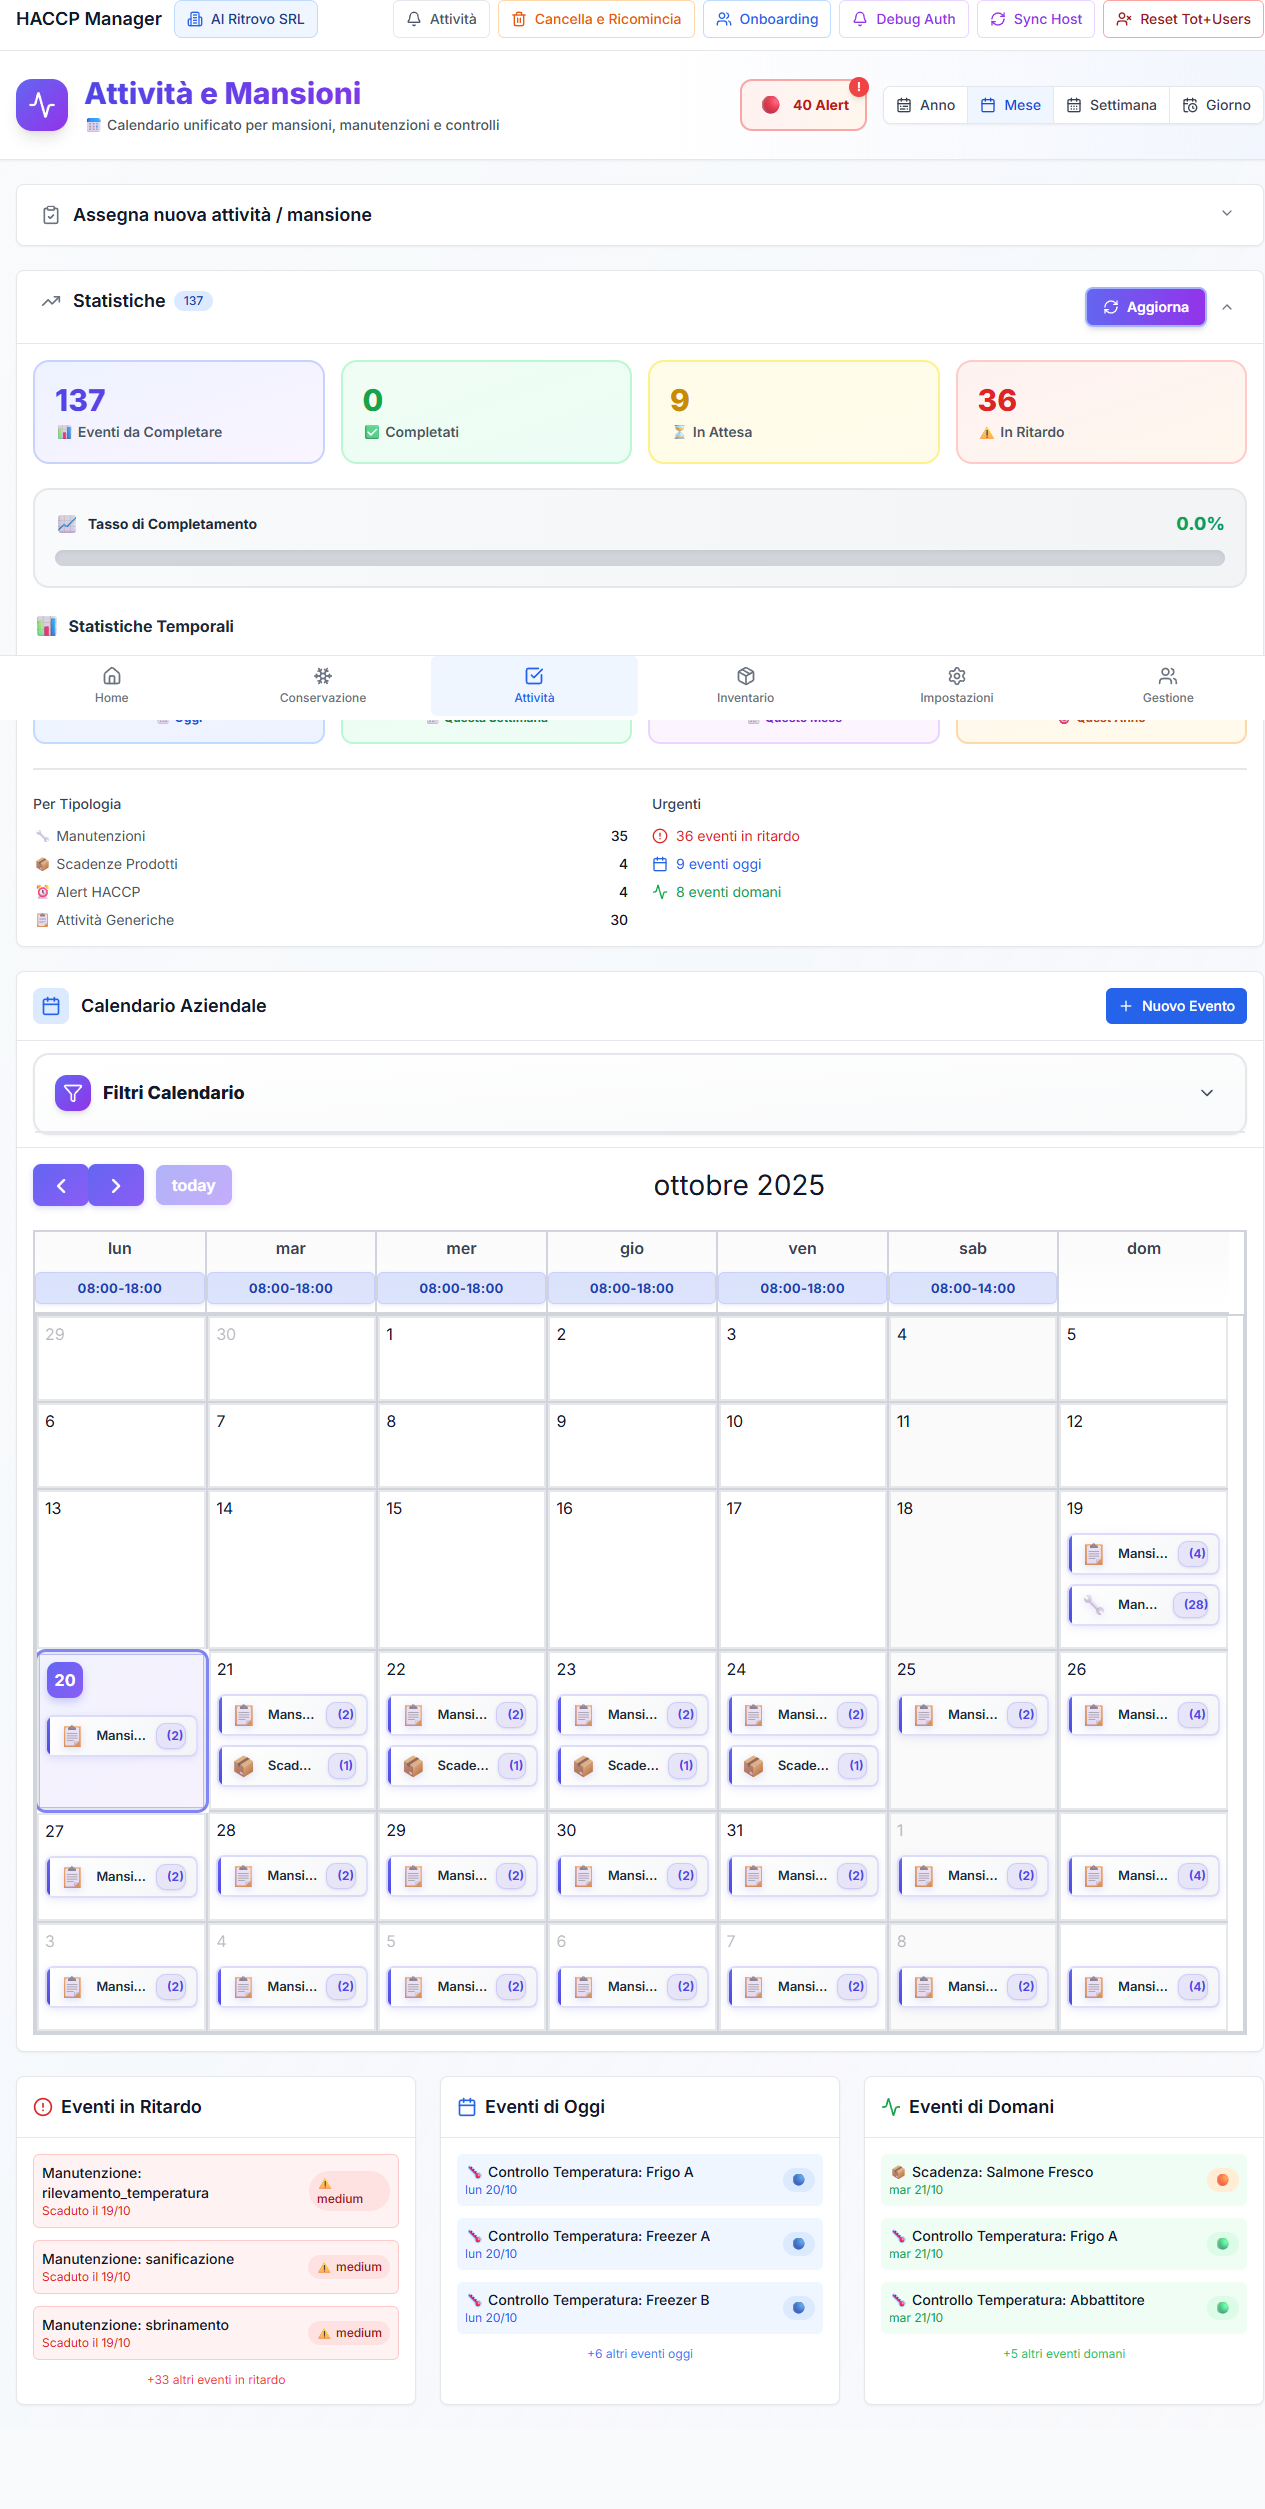 HACCP Manager
Al Ritrovo SRL
Attività
Cancella e Ricomincia
Onboarding
Debug Auth
Sync Host
Reset Tot+Users
Attività e Mansioni
Calendario unificato per mansioni, manutenzioni e controlli
40 Alert
!
Anno
Mese
Settimana
Giorno
Assegna nuova attività / mansione
Statistiche 137
Aggiorna
137
Eventi da Completare
0
Completati
9
In Attesa
36
In Ritardo
Tasso di Completamento
0.0%
Statistiche Temporali
Home
Conservazione
Attività
Inventario
Impostazioni
Gestione
Per Tipologia
Manutenzioni 35
Scadenze Prodotti 4
Alert HACCP 4
Attività Generiche 30
Urgenti
36 eventi in ritardo
9 eventi oggi
8 eventi domani
Calendario Aziendale
+ Nuovo Evento
Filtri Calendario
today
ottobre 2025
lun mar mer gio ven sab dom
08:00-18:00 08:00-18:00 08:00-18:00 08:00-18:00 08:00-18:00 08:00-14:00
29 30 1 2 3 4 5
6 7 8 9 10 11 12
13 14 15 16 17 18 19
Mansi... (4)
Man... (28)
20 21 22 23 24 25 26
Mansi... (2) Mans... (2) Mansi... (2) Mansi... (2) Mansi... (2) Mansi... (2) Mansi... (4)
Scad... (1) Scade... (1) Scade... (1) Scade... (1)
27 28 29 30 31 1
Mansi... (2) Mansi... (2) Mansi... (2) Mansi... (2) Mansi... (2) Mansi... (2) Mansi... (4)
3 4 5 6 7 8
Mansi... (2) Mansi... (2) Mansi... (2) Mansi... (2) Mansi... (2) Mansi... (2) Mansi... (4)
Eventi in Ritardo
Manutenzione:
rilevamento_temperatura
Scaduto il 19/10
medium
Manutenzione: sanificazione
Scaduto il 19/10
medium
Manutenzione: sbrinamento
Scaduto il 19/10
medium
+33 altri eventi in ritardo
Eventi di Oggi
Controllo Temperatura: Frigo A
lun 20/10
Controllo Temperatura: Freezer A
lun 20/10
Controllo Temperatura: Freezer B
lun 20/10
+6 altri eventi oggi
Eventi di Domani
Scadenza: Salmone Fresco
mar 21/10
Controllo Temperatura: Frigo A
mar 21/10
Controllo Temperatura: Abbattitore
mar 21/10
+5 altri eventi domani